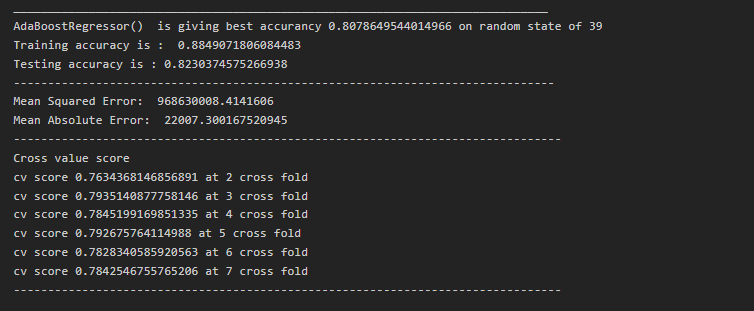 AdaBoostRegressor()  is giving best accurancy 0.8078649544014966 on random state of 39
Training accuracy is :  0.8849071806084483
Testing accuracy is : 0.8230374575266938
--------------------------------------------------------------------------------
Mean Squared Error:  968630008.4141606
Mean Absolute Error:  22007.300167520945
--------------------------------------------------------------------------------
Cross value score
cv score 0.7634368146856891 at 2 cross fold
cv score 0.7935140877758146 at 3 cross fold
cv score 0.7845199169851335 at 4 cross fold
cv score 0.792675764114988 at 5 cross fold
cv score 0.7828340585920563 at 6 cross fold
cv score 0.7842546755765206 at 7 cross fold
--------------------------------------------------------------------------------